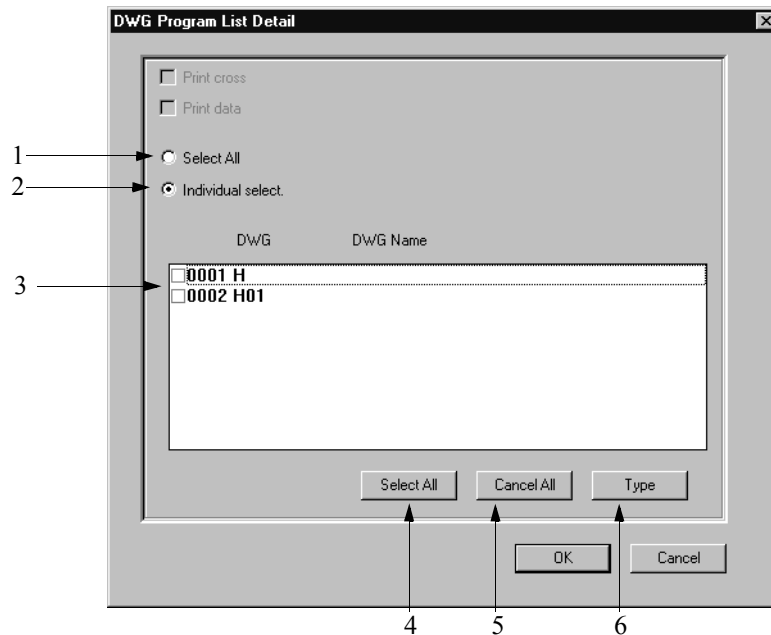 DWG Program List Detail
Print cross
Print data
1 Select All
2 Individual select.
DWG DWG Name
3 0001 H
0002 H01
Select All Cancel All Type
OK Cancel
4 5 6